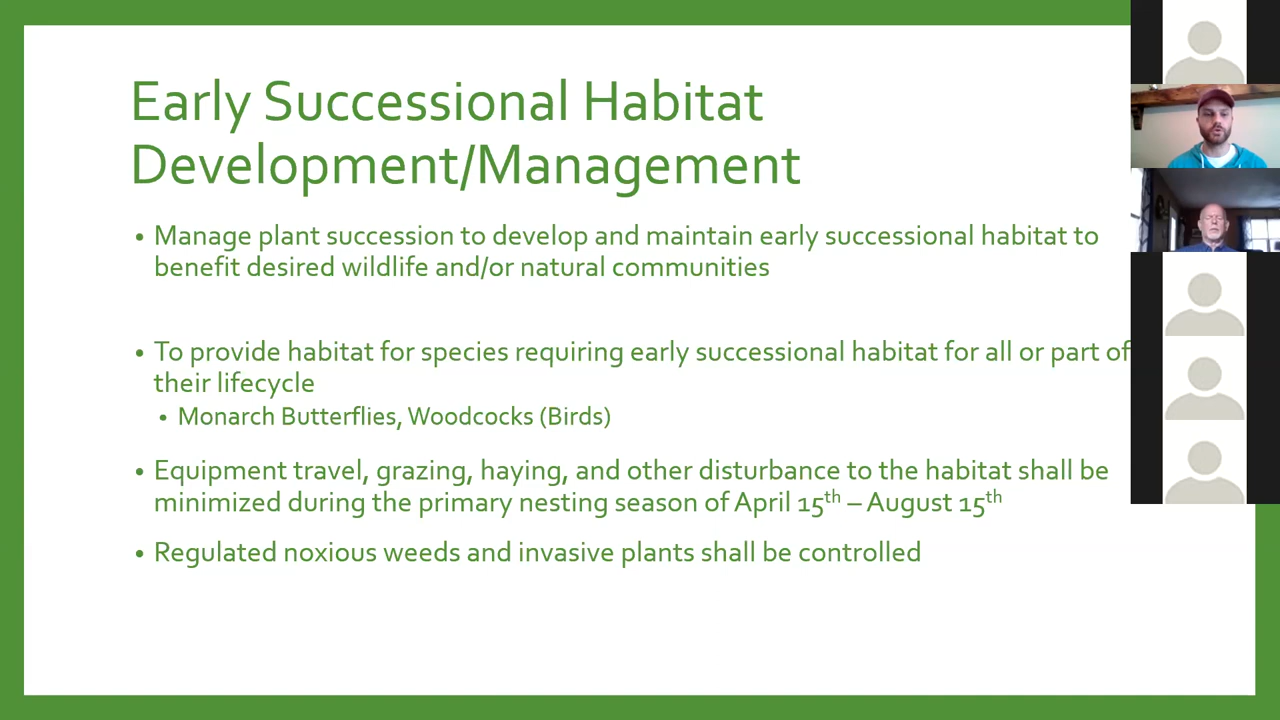 Early Successional Habitat
Development/Management
• Manage plant succession to develop and maintain early successional habitat to
benefit desired wildlife and/or natural communities
• To provide habitat for species requiring early successional habitat for all or part of
their lifecycle
• Monarch Butterflies, Woodcocks (Birds)
• Equipment travel, grazing, haying, and other disturbance to the habitat shall be
minimized during the primary nesting season of April 15th – August 15th
• Regulated noxious weeds and invasive plants shall be controlled